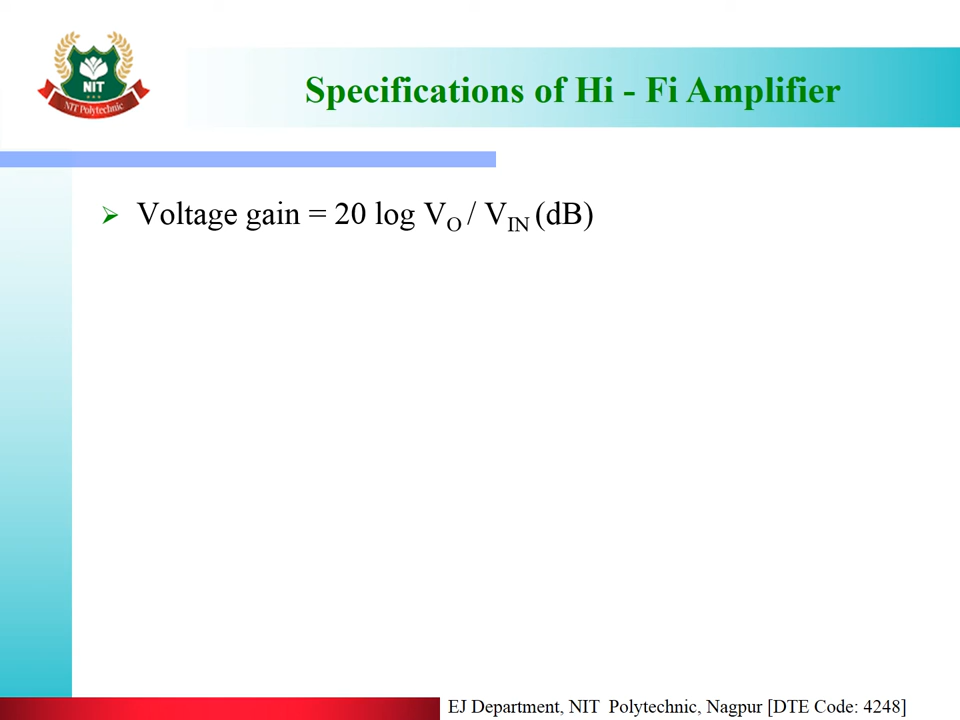 NIT
NIT Polytechnic
Specifications of Hi - Fi Amplifier
Voltage gain = 20 log VO / VIN (dB)
EJ Department, NIT Polytechnic, Nagpur [DTE Code: 4248]